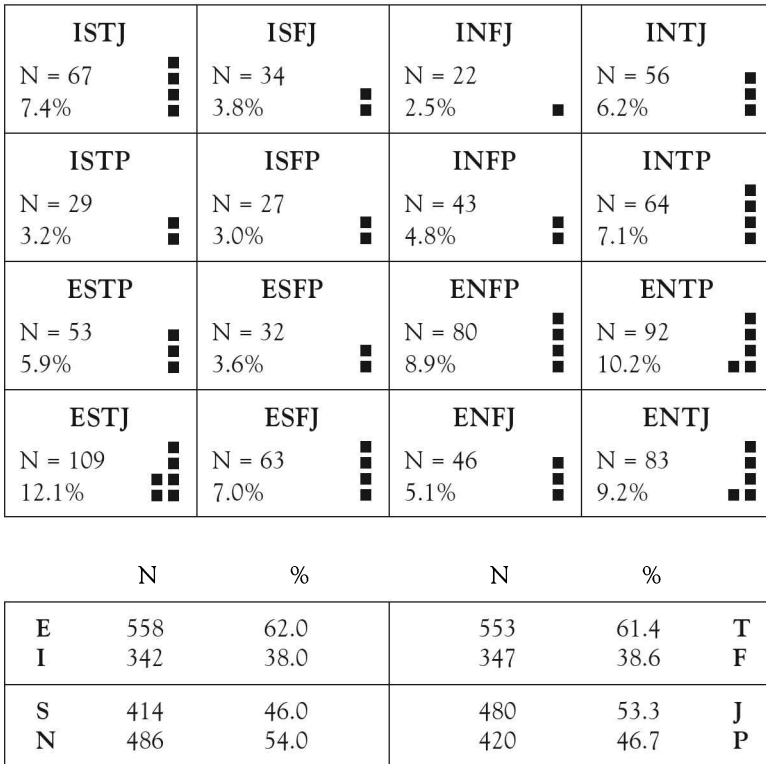 ISTJ ISFJ INFJ INTJ
N = 67 N = 34 N = 22 N = 56
7.4% 3.8% 2.5% 6.2%
ISTP ISFP INFP INTP
N = 29 N = 27 N = 43 N = 64
3.2% 3.0% 4.8% 7.1%
ESTP ESFP ENFP ENTP
N = 53 N = 32 N = 80 N = 92
5.9% 3.6% 8.9% 10.2%
ESTJ ESFJ ENFJ ENTJ
N = 109 N = 63 N = 46 N = 83
12.1% 7.0% 5.1% 9.2%
N % N %
E 558 62.0 553 61.4 T
I 342 38.0 347 38.6 F
S 414 46.0 480 53.3 J
N 486 54.0 420 46.7 P